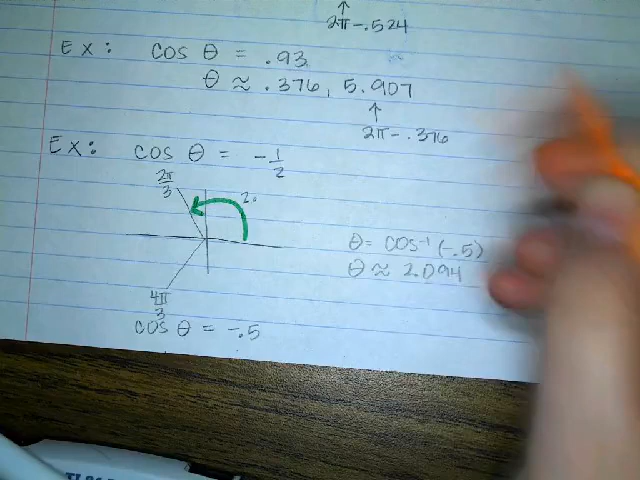 2π-.524
Ex: cos θ = .93
θ ≈ .376, 5.907
2π-.376
Ex: cos θ = -1/2
2π/3
2.
θ = cos⁻¹(-.5)
θ ≈ 2.094
4π/3
cos θ = -.5